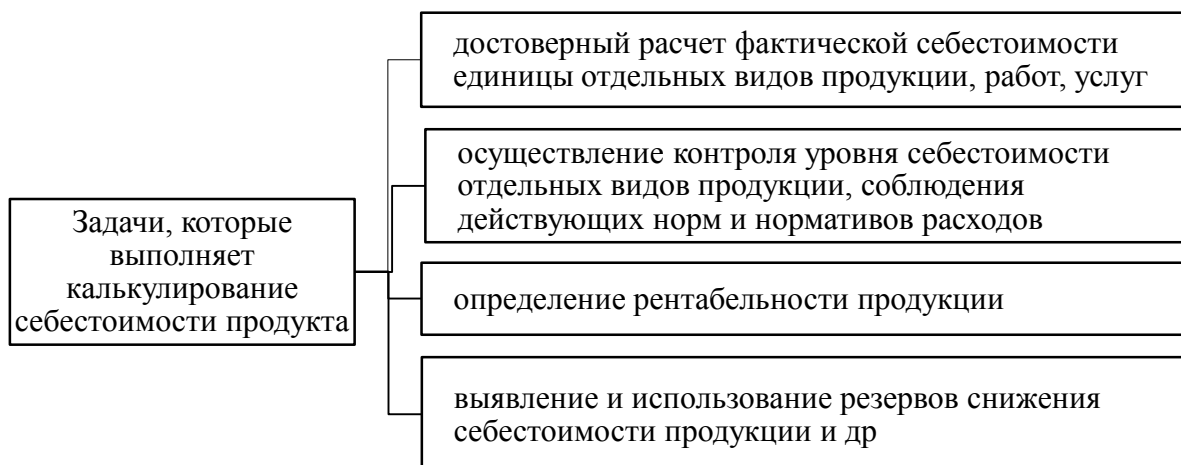 Задачи, которые
выполняет
калькулирование
себестоимости продукта
достоверный расчет фактической себестоимости
единицы отдельных видов продукции, работ, услуг
осуществление контроля уровня себестоимости
отдельных видов продукции, соблюдения
действующих норм и нормативов расходов
определение рентабельности продукции
выявление и использование резервов снижения
себестоимости продукции и др